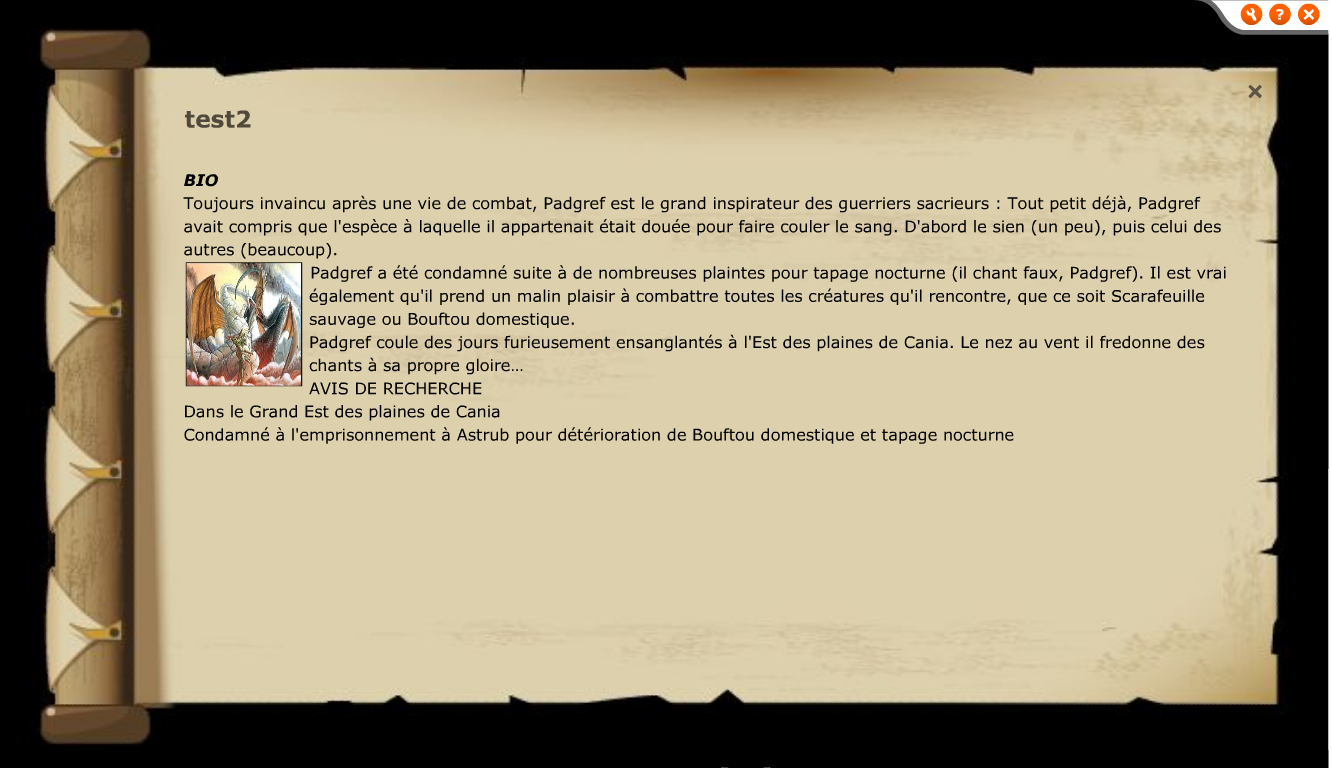 test2
BIO
Toujours invaincu après une vie de combat, Padgref est le grand inspirateur des guerriers sacrieurs : Tout petit déjà, Padgref
avait compris que l'espèce à laquelle il appartenait était douée pour faire couler le sang. D'abord le sien (un peu), puis celui des
autres (beaucoup).
Padgref a été condamné suite à de nombreuses plaintes pour tapage nocturne (il chant faux, Padgref). Il est vrai
également qu'il prend un malin plaisir à combattre toutes les créatures qu'il rencontre, que ce soit Scarafeuille
sauvage ou Bouftou domestique.
Padgref coule des jours furieusement ensanglantés à l'Est des plaines de Cania. Le nez au vent il fredonne des
chants à sa propre gloire…
AVIS DE RECHERCHE
Dans le Grand Est des plaines de Cania
Condamné à l'emprisonnement à Astrub pour détérioration de Bouftou domestique et tapage nocturne